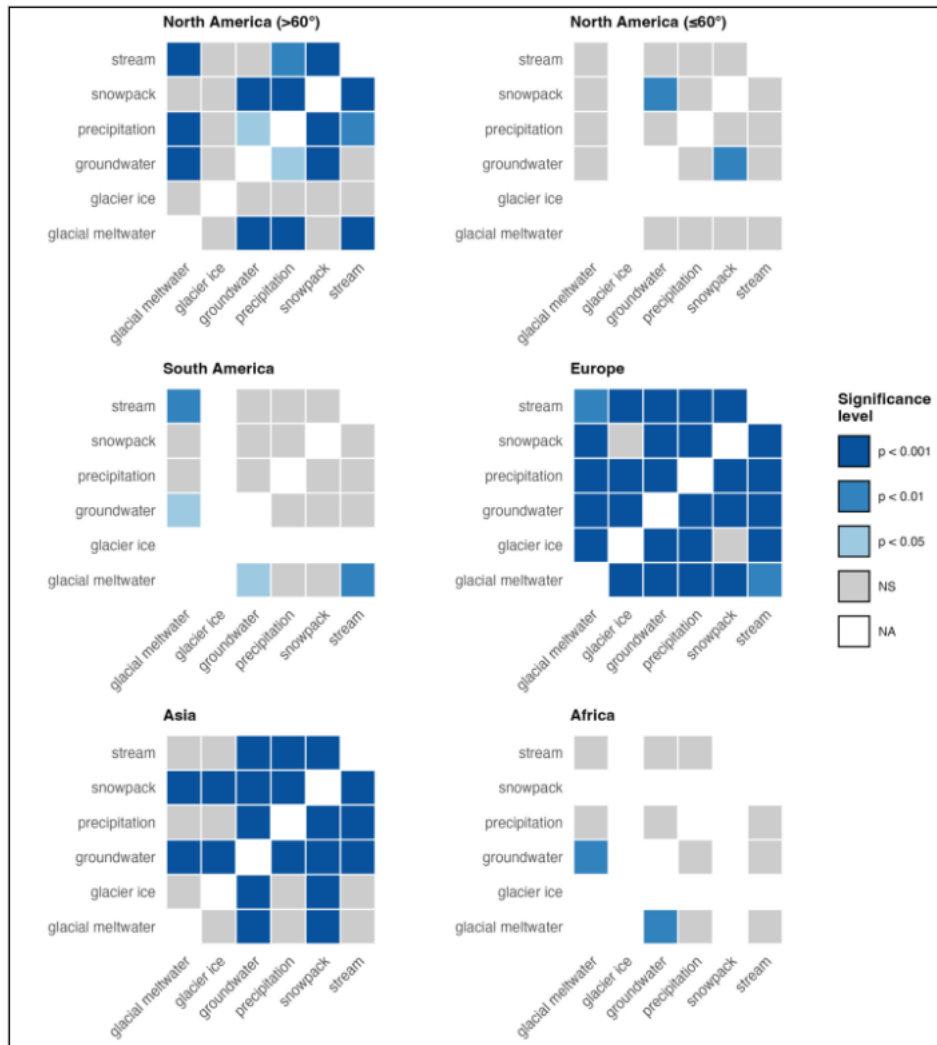 North America (>60°)
North America (≤60°)
stream
snowpack
precipitation
groundwater
glacier ice
glacial meltwater
glacial meltwater
glacier ice
groundwater
precipitation
snowpack
stream
stream
snowpack
precipitation
groundwater
glacier ice
glacial meltwater
glacial meltwater
glacier ice
groundwater
precipitation
snowpack
stream
South America
Europe
stream
snowpack
precipitation
groundwater
glacier ice
glacial meltwater
glacial meltwater
glacier ice
groundwater
precipitation
snowpack
stream
stream
snowpack
precipitation
groundwater
glacier ice
glacial meltwater
glacial meltwater
glacier ice
groundwater
precipitation
snowpack
stream
Significance
level
p < 0.001
p < 0.01
p < 0.05
NS
NA
Asia
Africa
stream
snowpack
precipitation
groundwater
glacier ice
glacial meltwater
glacial meltwater
glacier ice
groundwater
precipitation
snowpack
stream
stream
snowpack
precipitation
groundwater
glacier ice
glacial meltwater
glacial meltwater
glacier ice
groundwater
precipitation
snowpack
stream